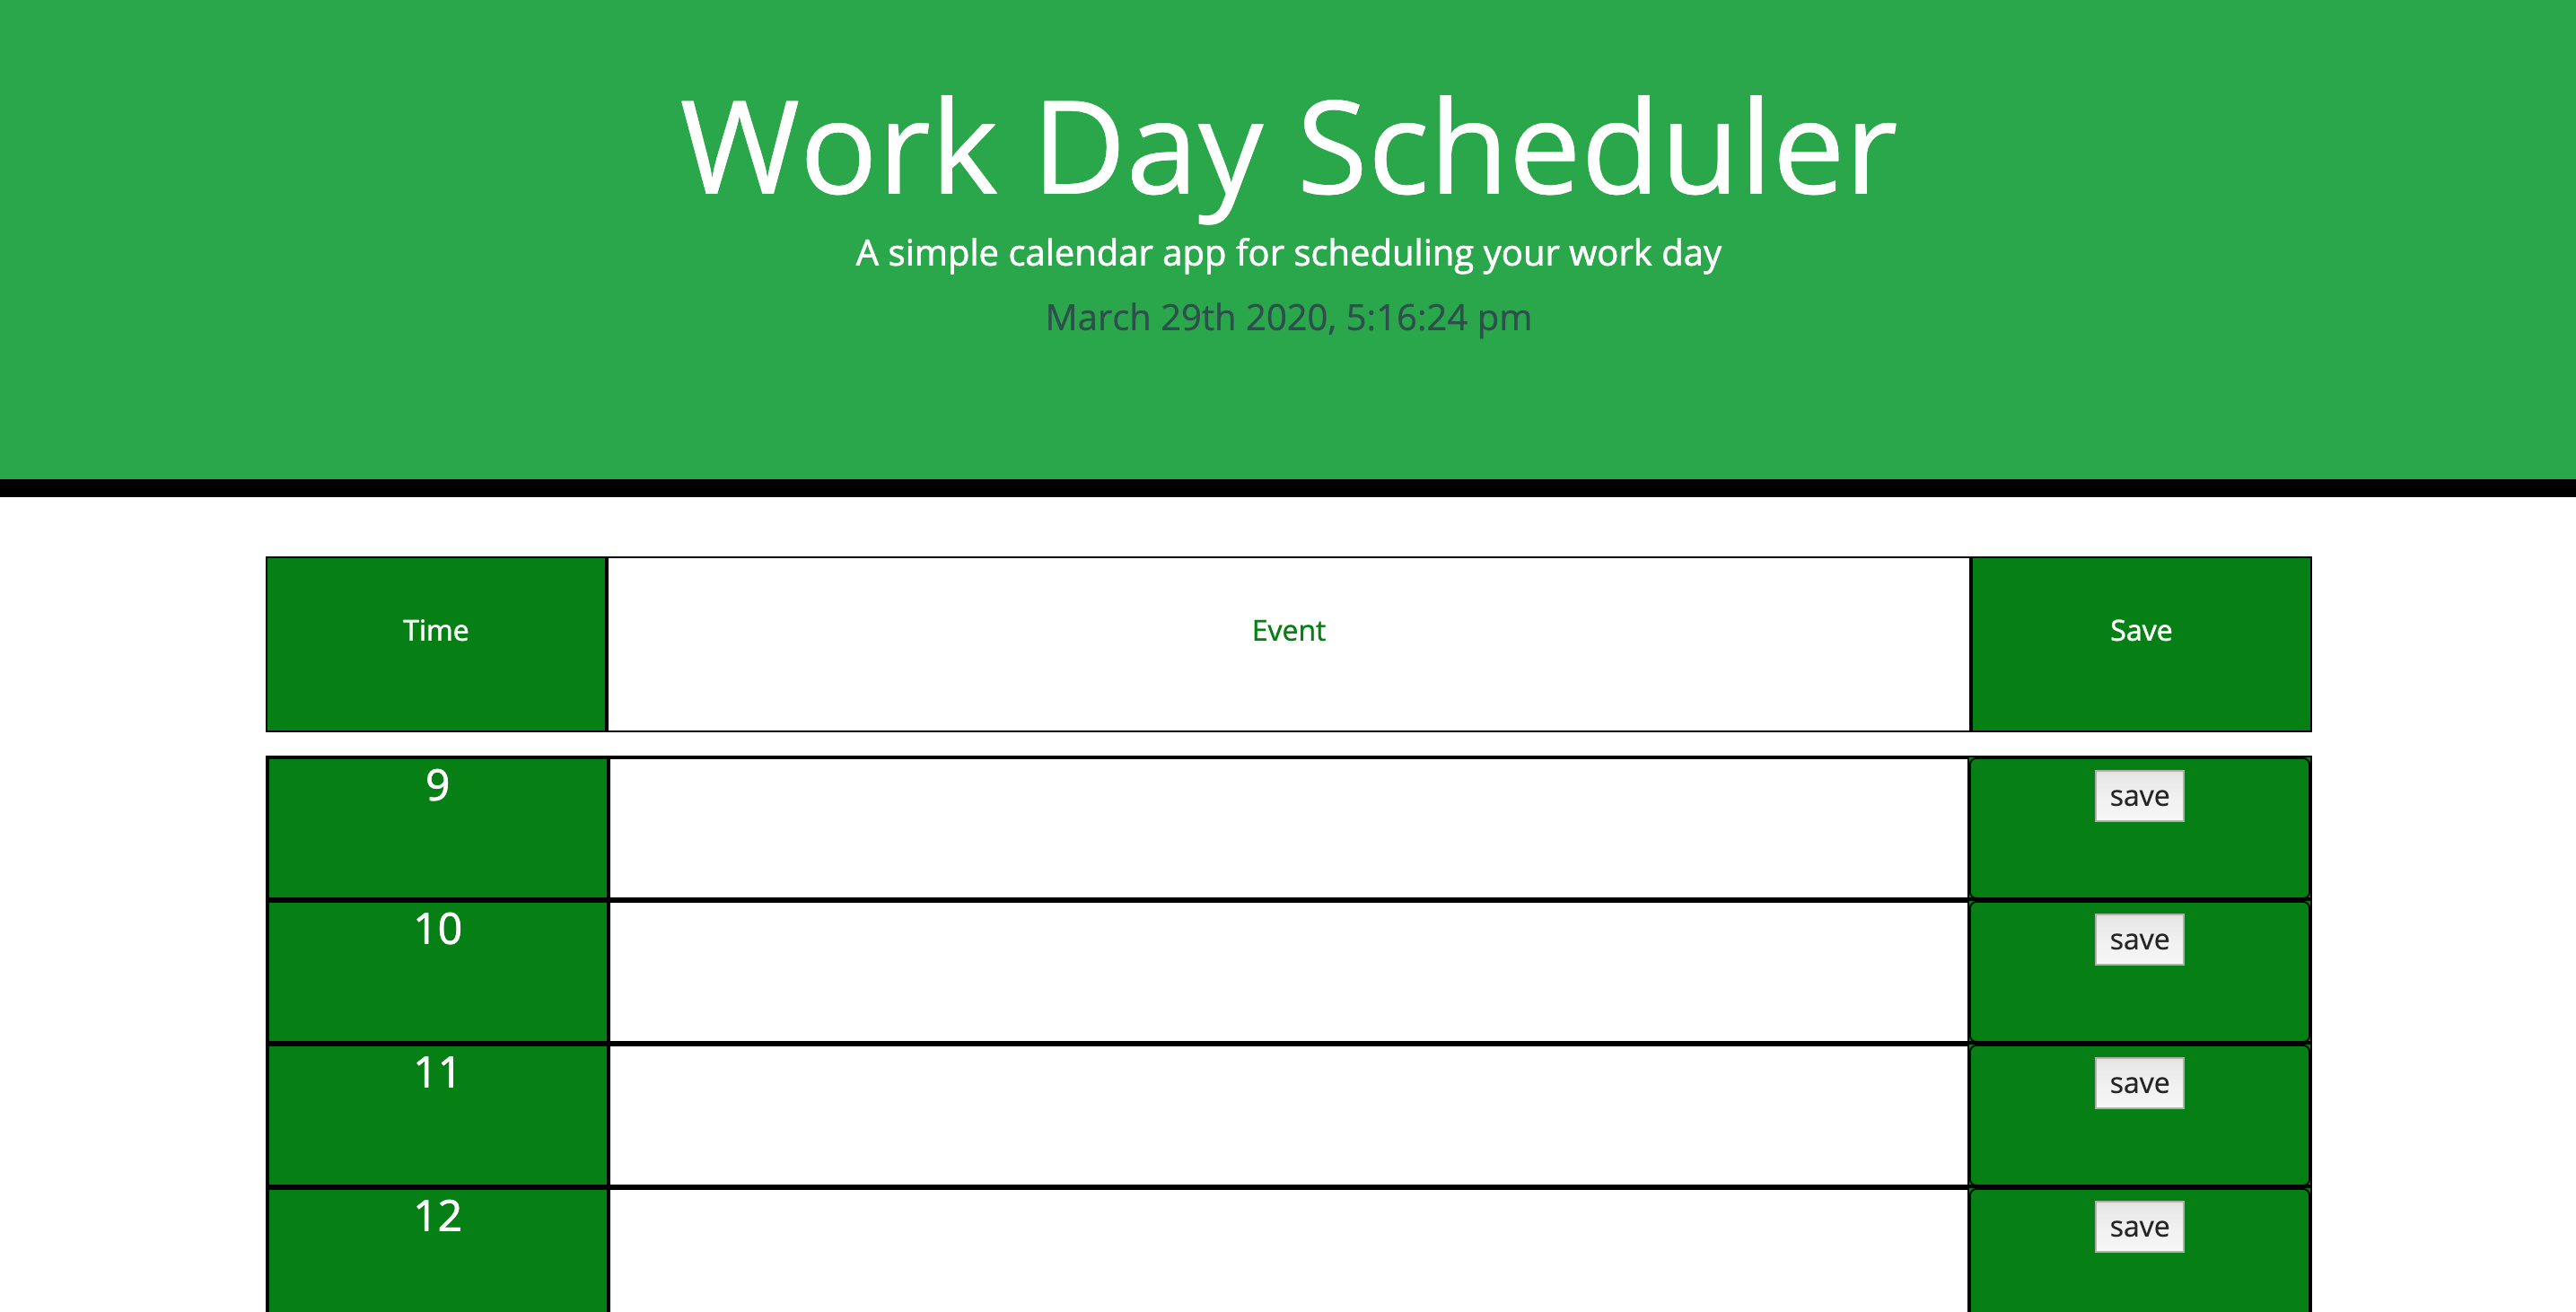 Work Day Scheduler
A simple calendar app for scheduling your work day
March 29th 2020, 5:16:24 pm
Time Event Save
9 save
10 save
11 save
12 save